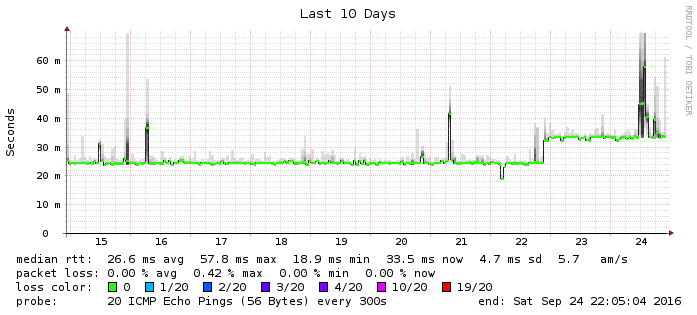 Last 10 Days
RRDTOOL / TOBI OETIKER
Seconds
60 m
50 m
40 m
30 m
20 m
10 m
0
15 16 17 18 19 20 21 22 23 24
median rtt: 26.6 ms avg 57.8 ms max 18.9 ms min 33.5 ms now 4.7 ms sd 5.7 am/s
packet loss: 0.00 % avg 0.42 % max 0.00 % min 0.00 % now
loss color: 0 1/20 2/20 3/20 4/20 10/20 19/20
probe: 20 ICMP Echo Pings (56 Bytes) every 300s end: Sat Sep 24 22:05:04 2016